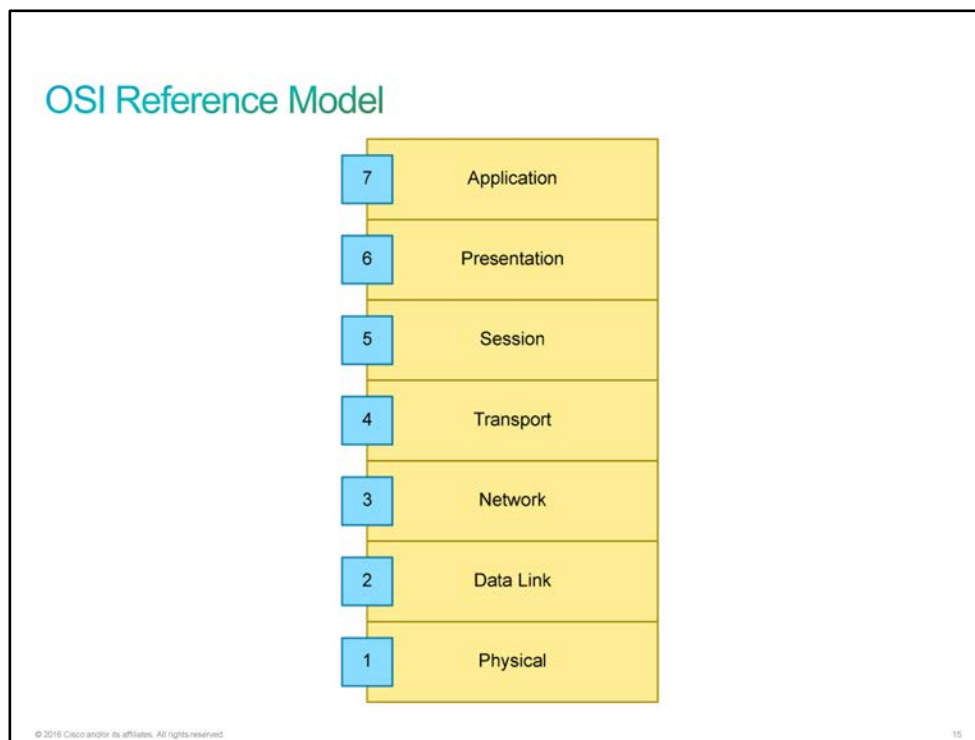 OSI Reference Model
7 Application
6 Presentation
5 Session
4 Transport
3 Network
2 Data Link
1 Physical
© 2016 Cisco and/or its affiliates. All rights reserved.
15